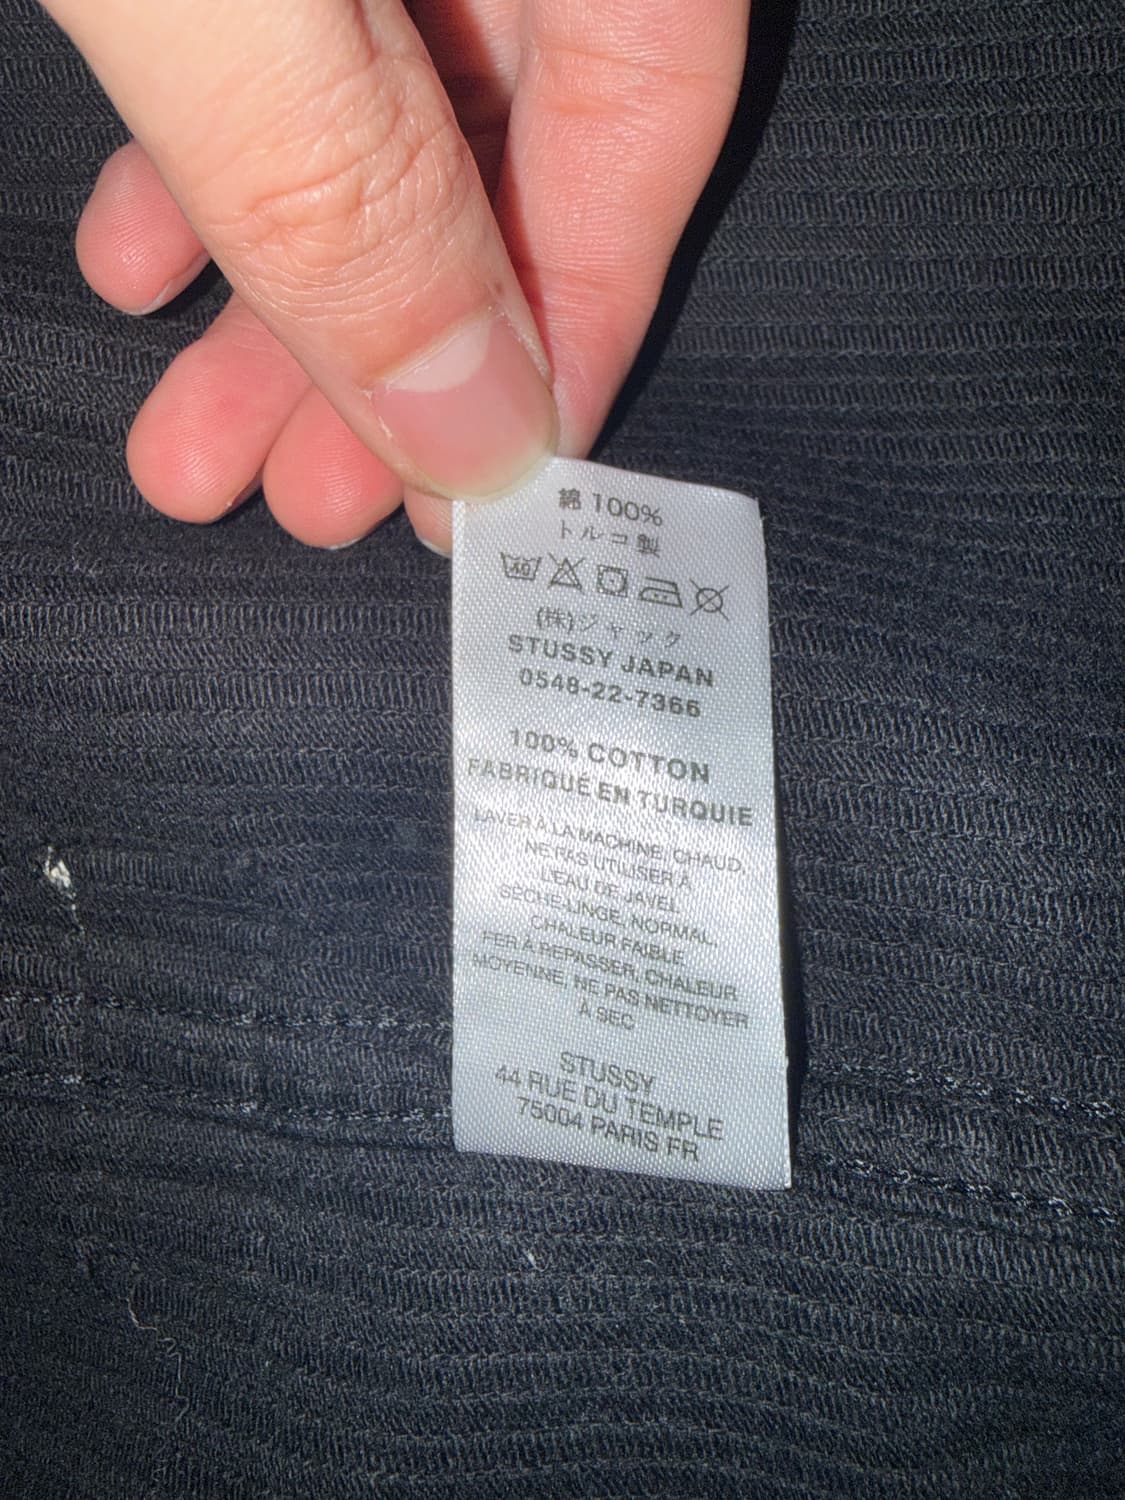 綿 100%
トルコ製
40
(株)ジャック
STUSSY JAPAN
0548-22-7366
100% COTTON
FABRIQUÉ EN TURQUIE
LAVER À LA MACHINE, CHAUD,
NE PAS UTILISER À
L'EAU DE JAVEL
SÈCHE-LINGE, NORMAL,
CHALEUR FAIBLE
FER À REPASSER, CHALEUR
MOYENNE, NE PAS NETTOYER
À SEC
STUSSY
44 RUE DU TEMPLE
75004 PARIS FR